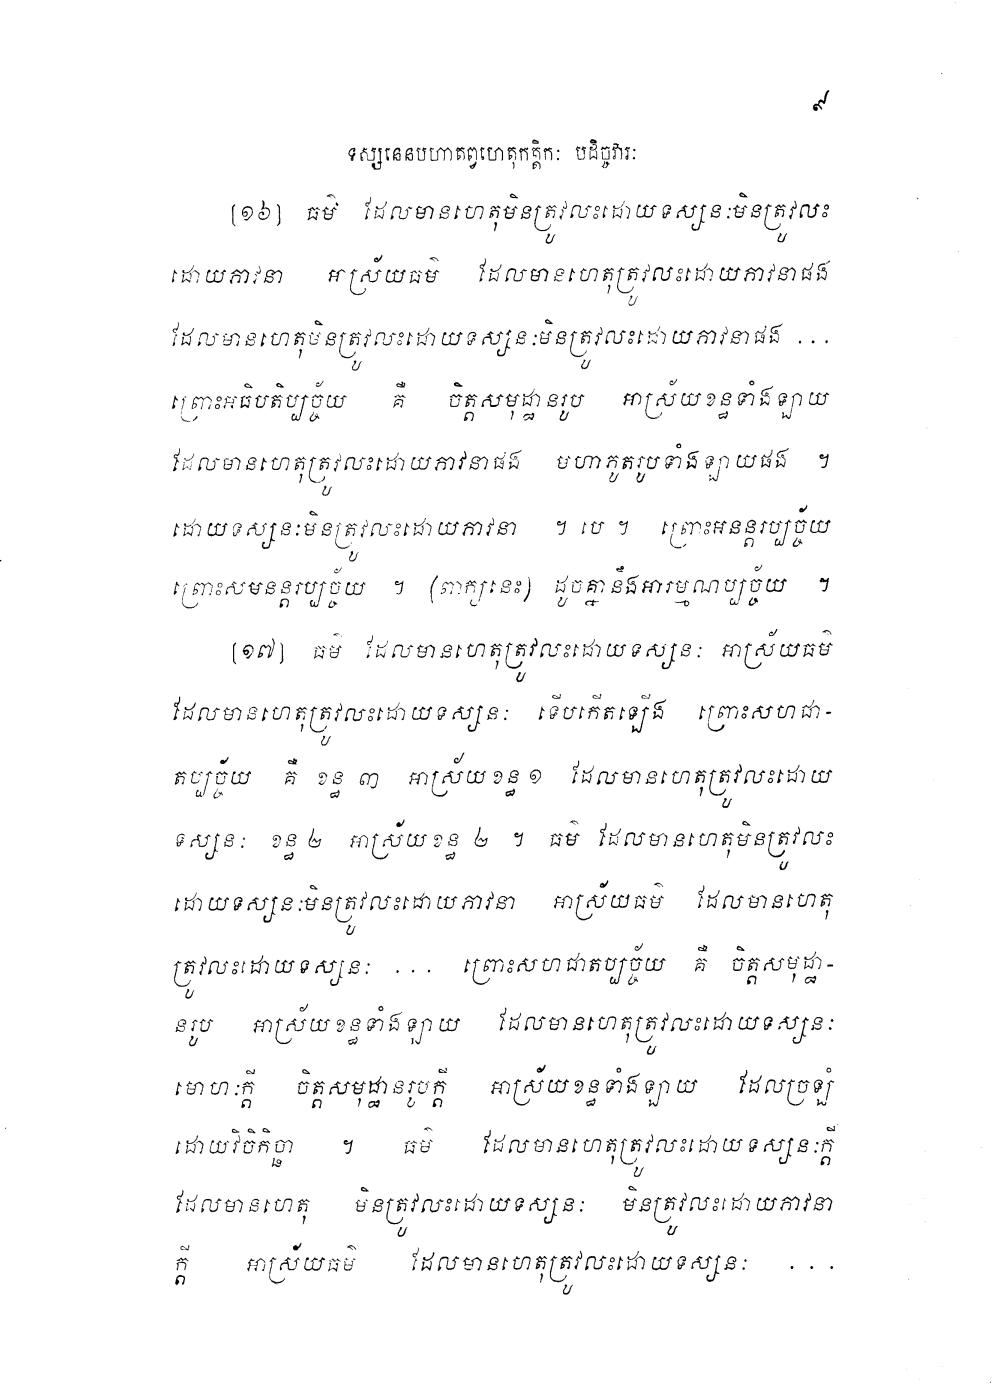 ៩
ទស្សនេនបហាតព្វហេតុកត្តិកៈ បដិច្ចវារៈ
[១៦] ធម៌ ដែលមានហេតុមិនត្រូវលះដោយទស្សនៈមិនត្រូវលះ
ដោយភាវនា អាស្រ័យធម៌ ដែលមានហេតុត្រូវលះដោយភាវនាផង
ដែលមានហេតុមិនត្រូវលះដោយទស្សនៈមិនត្រូវលះដោយភាវនាផង ...
ព្រោះអធិបតិប្បច្ច័យ គឺ ចិត្តសមុដ្ឋានរូប អាស្រ័យខន្ធទាំងឡាយ
ដែលមានហេតុត្រូវលះដោយភាវនាផង មហាភូតរូបទាំងឡាយផង ។
ដោយទស្សនៈមិនត្រូវលះដោយភាវនា ។ បេ ។ ព្រោះអនន្តរប្បច្ច័យ
ព្រោះសមនន្តរប្បច្ច័យ ។ (ពាក្យនេះ) ដូចគ្នានឹងអារម្មណប្បច្ច័យ ។
[១៧] ធម៌ ដែលមានហេតុត្រូវលះដោយទស្សនៈ អាស្រ័យធម៌
ដែលមានហេតុត្រូវលះដោយទស្សនៈ ទើបកើតឡើង ព្រោះសហជា-
តប្បច្ច័យ គឺ ខន្ធ ៣ អាស្រ័យខន្ធ ១ ដែលមានហេតុត្រូវលះដោយ
ទស្សនៈ ខន្ធ ២ អាស្រ័យខន្ធ ២ ។ ធម៌ ដែលមានហេតុមិនត្រូវលះ
ដោយទស្សនៈមិនត្រូវលះដោយភាវនា អាស្រ័យធម៌ ដែលមានហេតុ
ត្រូវលះដោយទស្សនៈ ... ព្រោះសហជាតប្បច្ច័យ គឺ ចិត្តសមុដ្ឋា-
នរូប អាស្រ័យខន្ធទាំងឡាយ ដែលមានហេតុត្រូវលះដោយទស្សនៈ
មោហៈក្តី ចិត្តសមុដ្ឋានរូបក្តី អាស្រ័យខន្ធទាំងឡាយ ដែលច្រឡំ
ដោយវិចិកិច្ឆា ។ ធម៌ ដែលមានហេតុត្រូវលះដោយទស្សនៈក្តី
ដែលមានហេតុ មិនត្រូវលះដោយទស្សនៈ មិនត្រូវលះដោយភាវនា
ក្តី អាស្រ័យធម៌ ដែលមានហេតុត្រូវលះដោយទស្សនៈ ...